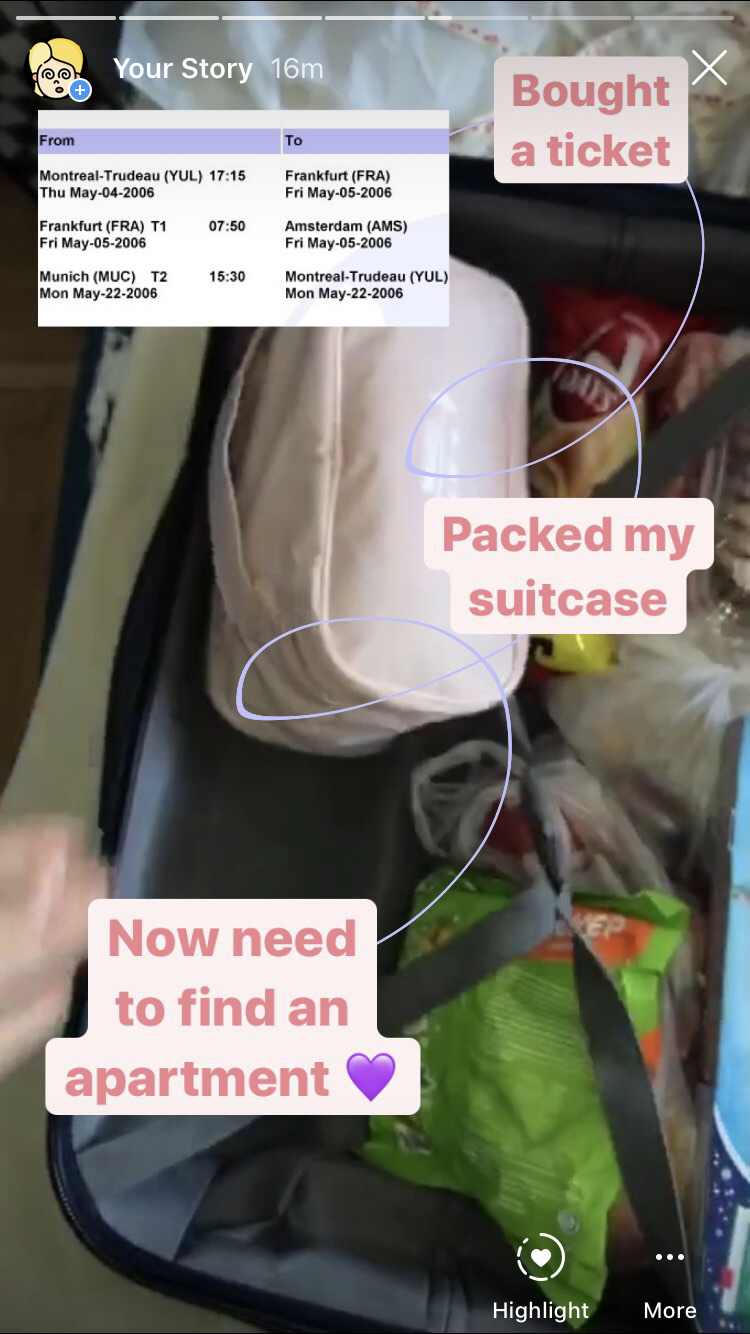 Your Story 16m
Bought
a ticket
From To
Montreal-Trudeau (YUL) 17:15 Frankfurt (FRA)
Thu May-04-2006 Fri May-05-2006
Frankfurt (FRA) T1 07:50 Amsterdam (AMS)
Fri May-05-2006 Fri May-05-2006
Munich (MUC) T2 15:30 Montreal-Trudeau (YUL)
Mon May-22-2006 Mon May-22-2006
Packed my
suitcase
Now need
to find an
apartment 💜
Highlight More